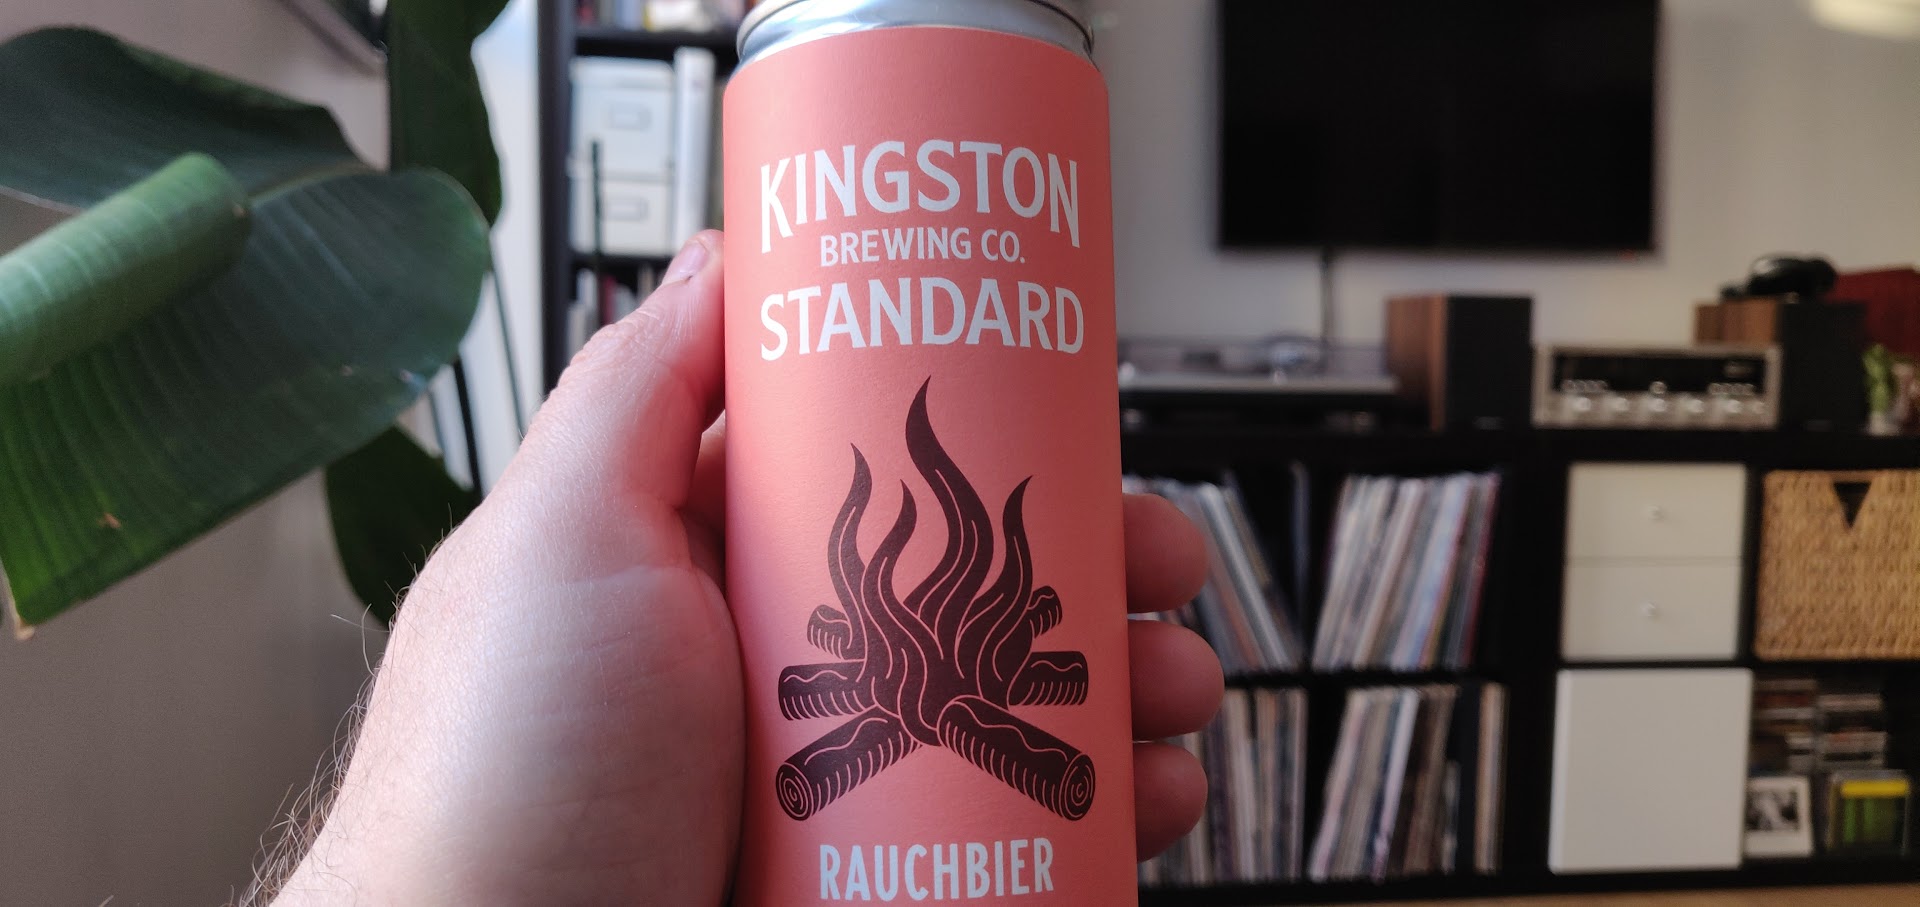 KINGSTON
BREWING CO.
STANDARD
RAUCHBIER